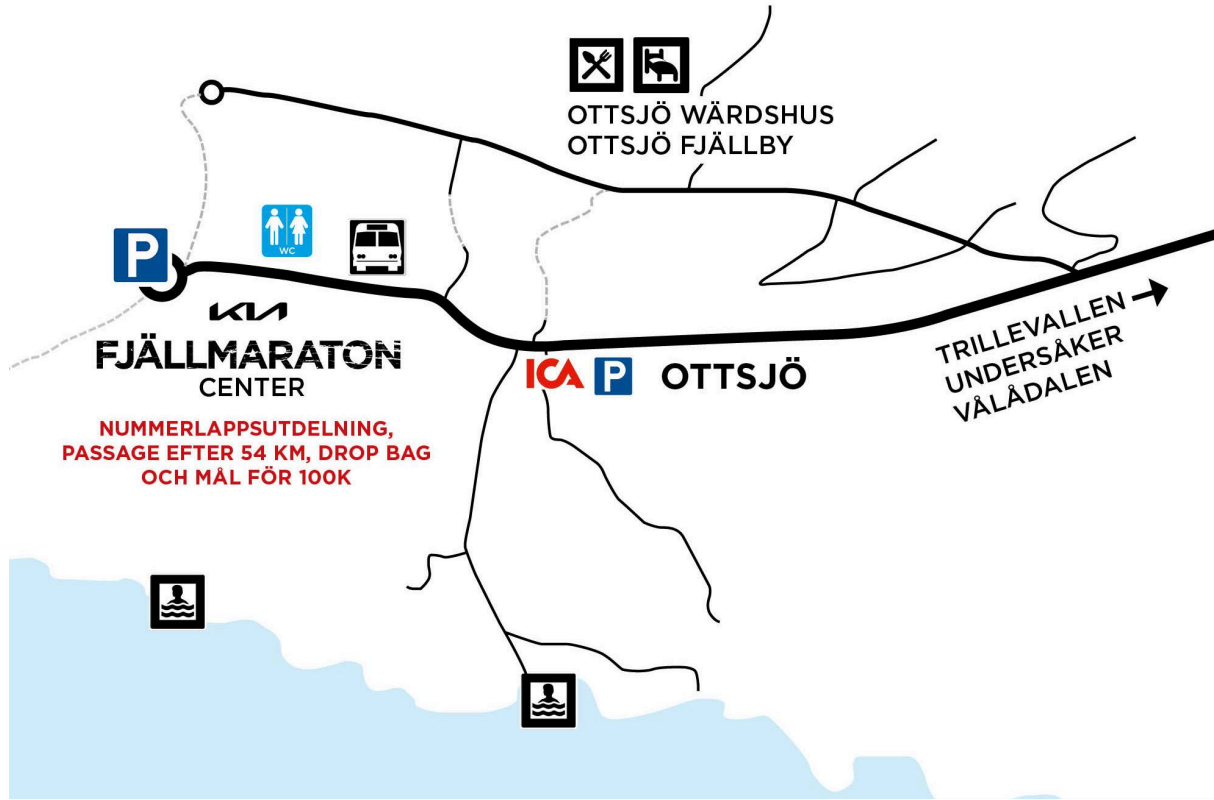 OTTSJÖ WÄRDSHUS
OTTSJÖ FJÄLLBY
WC
P
KIA
FJÄLLMARATON
CENTER
NUMMERLAPPSUTDELNING,
PASSAGE EFTER 54 KM, DROP BAG
OCH MÅL FÖR 100K
ICA P OTTSJÖ
TRILLEVALLEN
UNDERSÅKER
VÅLÅDALEN